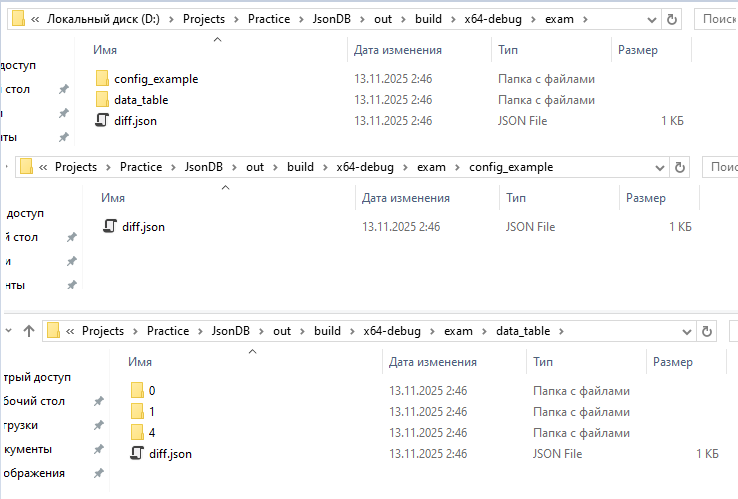 « Локальный диск (D:) > Projects > Practice > JsonDB > out > build > x64-debug > exam > Поиск
Имя Дата изменения Тип Размер
доступ
config_example 13.11.2025 2:46 Папка с файлами
стол
data_table 13.11.2025 2:46 Папка с файлами
diff.json 13.11.2025 2:46 JSON File 1 КБ
нты
« Projects > Practice > JsonDB > out > build > x64-debug > exam > config_example Поис
Имя Дата изменения Тип Размер
доступ
diff.json 13.11.2025 2:46 JSON File 1 КБ
й стол
и
нты
« Projects > Practice > JsonDB > out > build > x64-debug > exam > data_table >
Имя Дата изменения Тип Размер
трый доступ
0 13.11.2025 2:46 Папка с файлами
бочий стол
1 13.11.2025 2:46 Папка с файлами
грузки
4 13.11.2025 2:46 Папка с файлами
кументы
diff.json 13.11.2025 2:46 JSON File 1 КБ
ображения